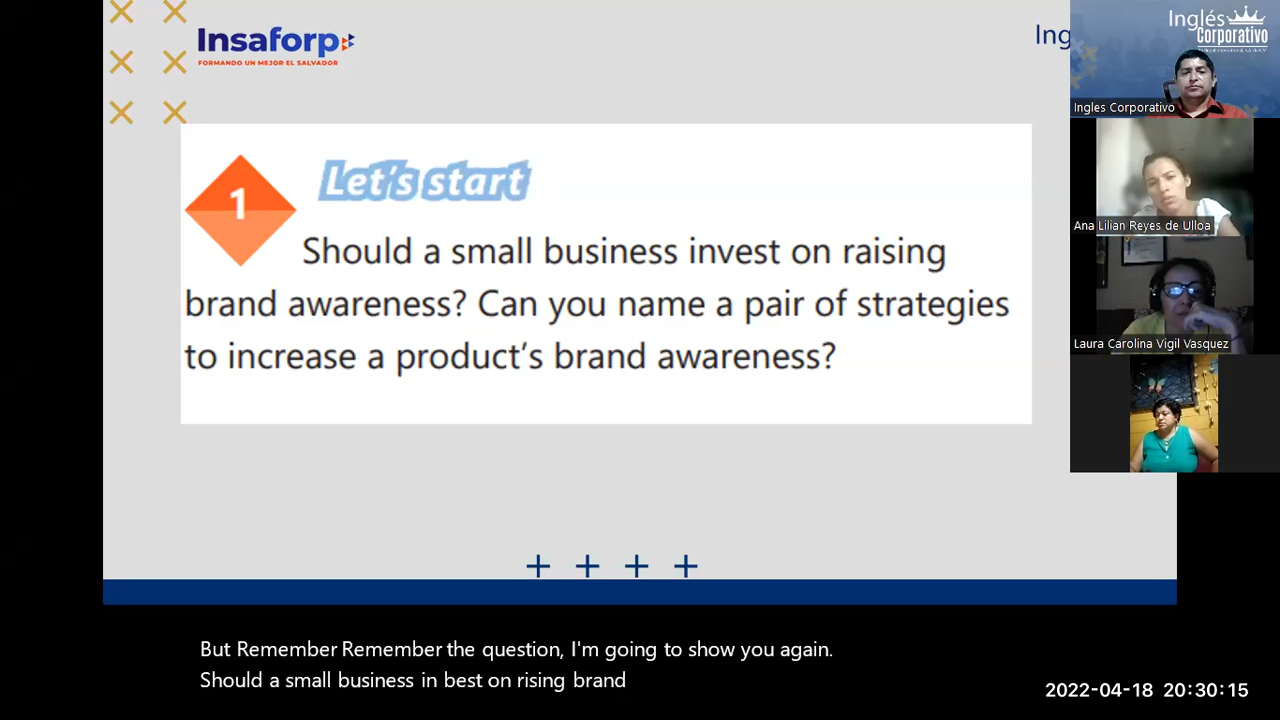 Insaforp
FORMANDO UN MEJOR EL SALVADOR
Ing
Inglés
Corporativo
Ingles Corporativo
1
Let's start
Should a small business invest on raising
brand awareness? Can you name a pair of strategies
to increase a product's brand awareness?
Ana Lilian Reyes de Ulloa
Laura Carolina Vigil Vasquez
But Remember Remember the question, I'm going to show you again.
Should a small business in best on rising brand
2022-04-18 20:30:15